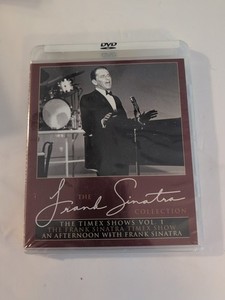 DVD
THE
Frank Sinatra
COLLECTION
THE TIMEX SHOWS VOL. 1
THE FRANK SINATRA TIMEX SHOW
AN AFTERNOON WITH FRANK SINATRA